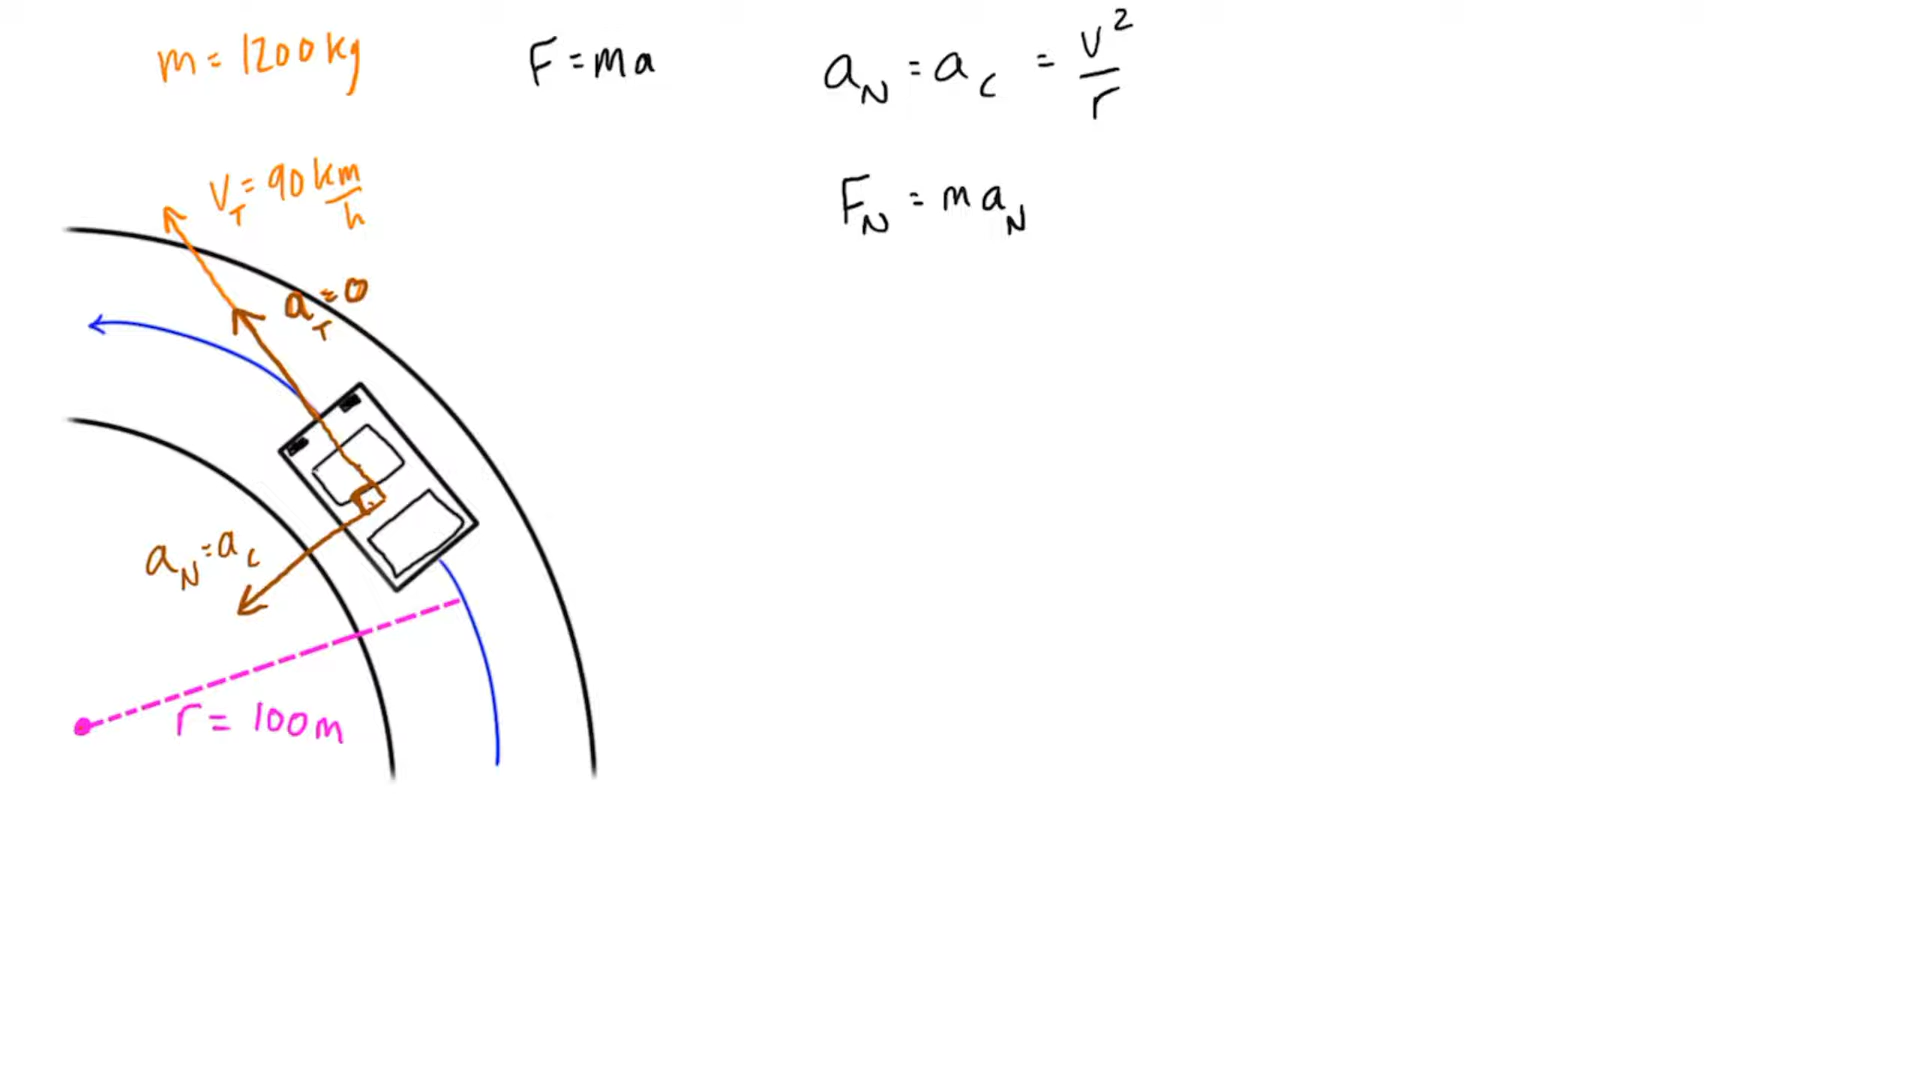 m = 1200 kg
F = ma
a_N = a_C = v²/r
V_T = 90 km/h
F_N = m a_N
a_T = 0
a_N = a_C
r = 100m